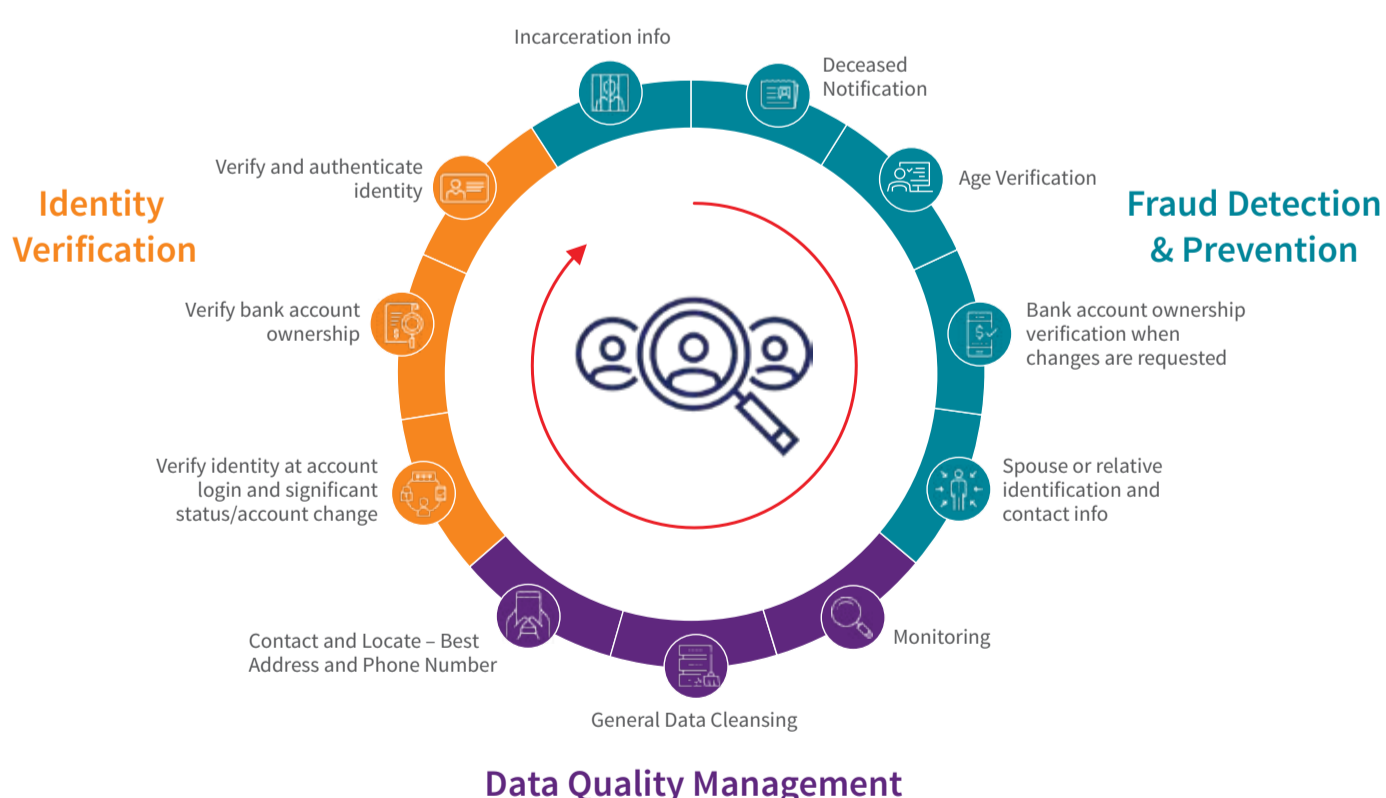 Incarceration info
Deceased
Notification
Verify and authenticate
identity
Age Verification
Identity
Verification
Fraud Detection
& Prevention
Verify bank account
ownership
Bank account ownership
verification when
changes are requested
Verify identity at account
login and significant
status/account change
Spouse or relative
identification and
contact info
Contact and Locate – Best
Address and Phone Number
Monitoring
General Data Cleansing
Data Quality Management